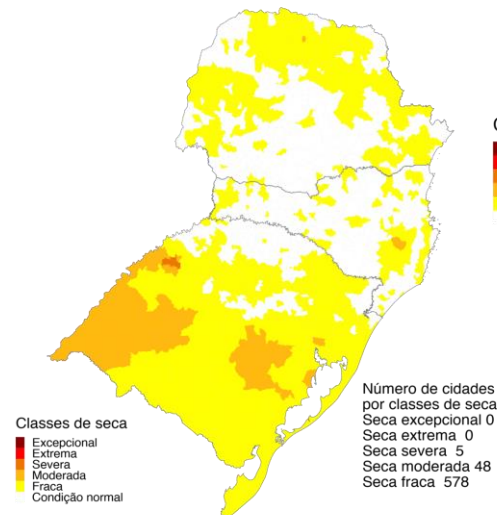 C
Número de cidades
por classes de seca
Seca excepcional 0
Seca extrema 0
Seca severa 5
Seca moderada 48
Seca fraca 578
Classes de seca
Excepcional
Extrema
Severa
Moderada
Fraca
Condição normal